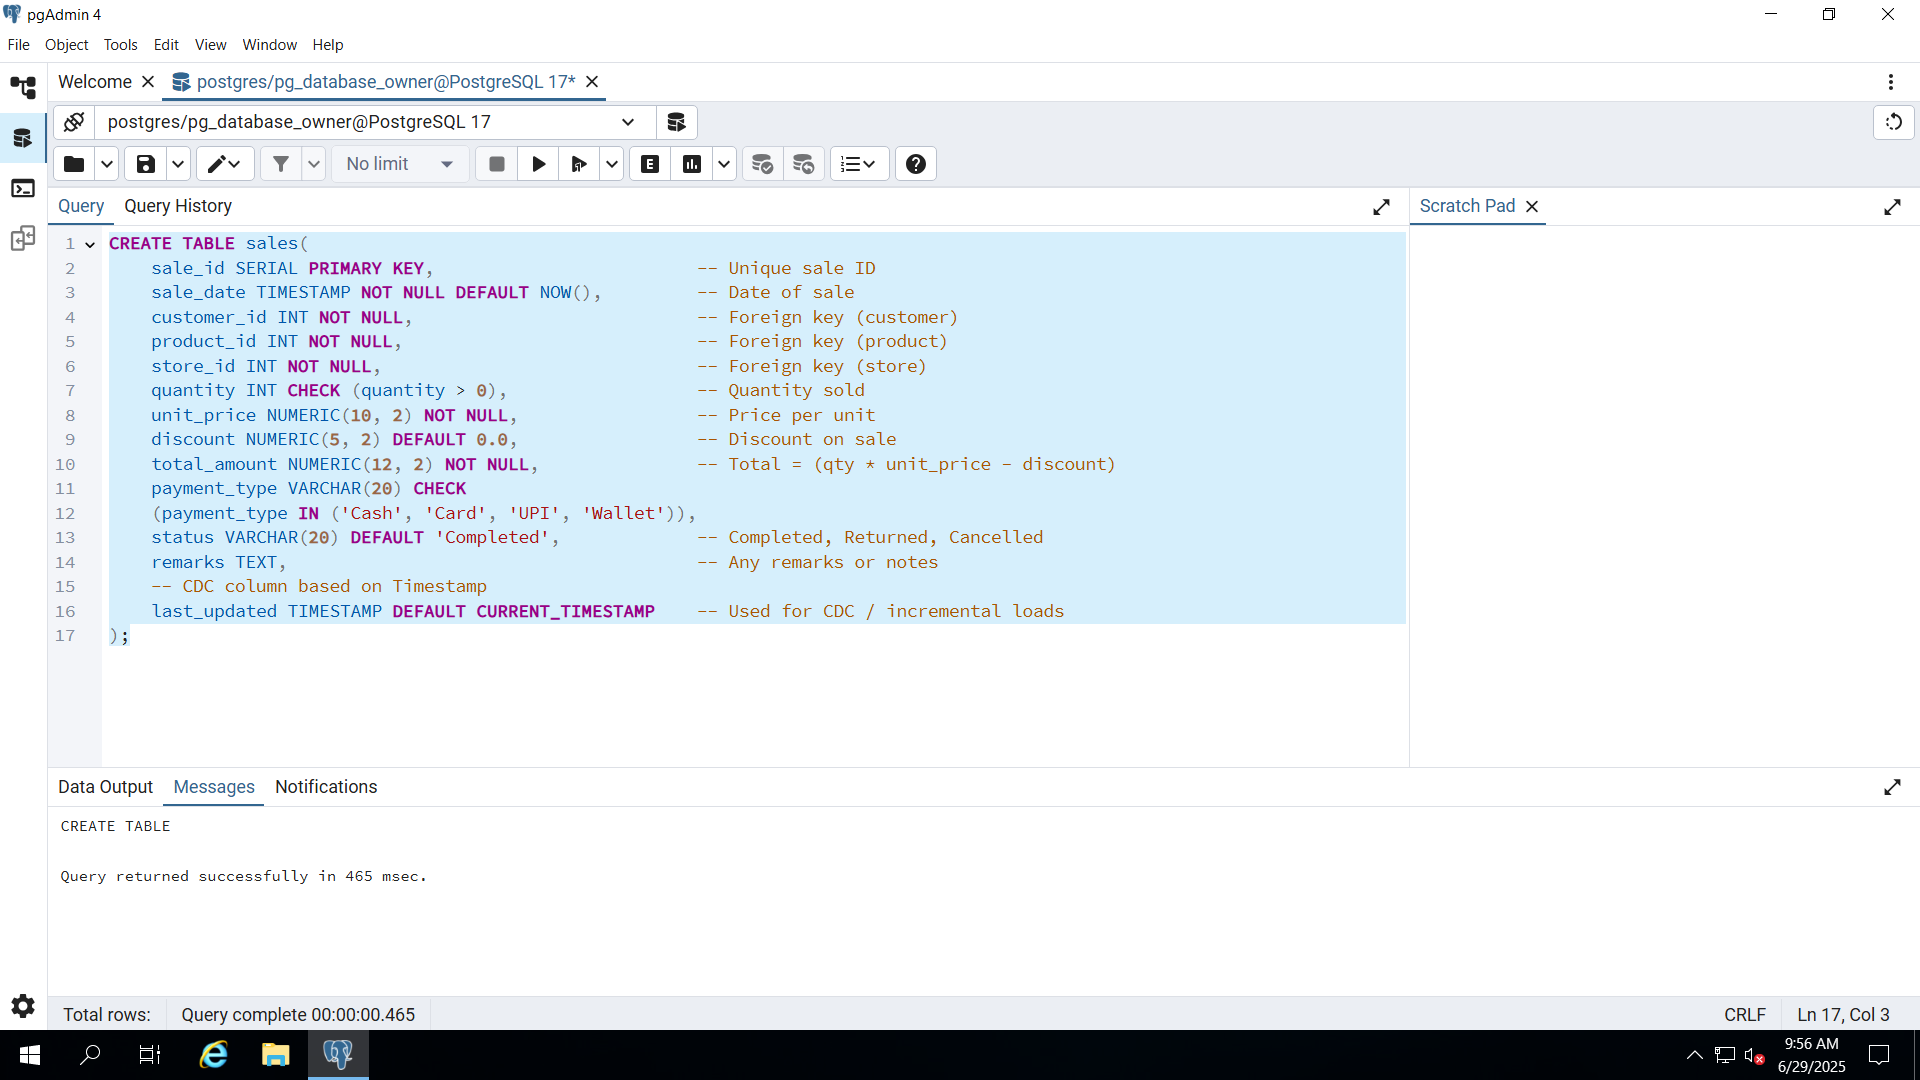 pgAdmin 4
File Object Tools Edit View Window Help
Welcome postgres/pg_database_owner@PostgreSQL 17*
postgres/pg_database_owner@PostgreSQL 17
No limit E
Query Query History Scratch Pad
1 CREATE TABLE sales(
2 sale_id SERIAL PRIMARY KEY, -- Unique sale ID
3 sale_date TIMESTAMP NOT NULL DEFAULT NOW(), -- Date of sale
4 customer_id INT NOT NULL, -- Foreign key (customer)
5 product_id INT NOT NULL, -- Foreign key (product)
6 store_id INT NOT NULL, -- Foreign key (store)
7 quantity INT CHECK (quantity > 0), -- Quantity sold
8 unit_price NUMERIC(10, 2) NOT NULL, -- Price per unit
9 discount NUMERIC(5, 2) DEFAULT 0.0, -- Discount on sale
10 total_amount NUMERIC(12, 2) NOT NULL, -- Total = (qty * unit_price - discount)
11 payment_type VARCHAR(20) CHECK
12 (payment_type IN ('Cash', 'Card', 'UPI', 'Wallet')),
13 status VARCHAR(20) DEFAULT 'Completed', -- Completed, Returned, Cancelled
14 remarks TEXT, -- Any remarks or notes
15 -- CDC column based on Timestamp
16 last_updated TIMESTAMP DEFAULT CURRENT_TIMESTAMP -- Used for CDC / incremental loads
17 );
Data Output Messages Notifications
CREATE TABLE
Query returned successfully in 465 msec.
Total rows: Query complete 00:00:00.465 CRLF Ln 17, Col 3
9:56 AM
6/29/2025